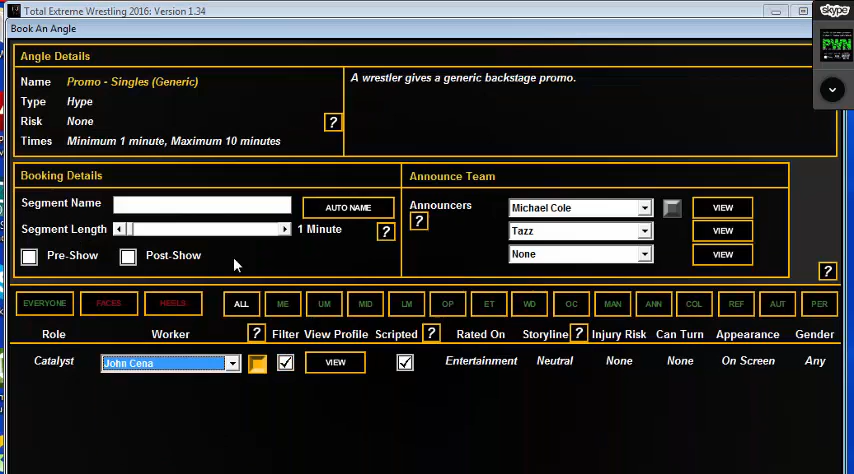 Total Extreme Wrestling 2016: Version 1.34
skype
Book An Angle
Angle Details
Name Promo - Singles (Generic)
Type Hype
Risk None ?
Times Minimum 1 minute, Maximum 10 minutes
A wrestler gives a generic backstage promo.
PWN
Booking Details
Segment Name AUTO NAME
Segment Length 1 Minute ?
Pre-Show Post-Show
Announce Team
Announcers Michael Cole VIEW
? Tazz VIEW
None VIEW
?
EVERYONE FACES HEELS ALL ME UM MID LM OP ET WD OC MAN ANN COL REF AUT PER
Role Worker ? Filter View Profile Scripted ? Rated On Storyline ? Injury Risk Can Turn Appearance Gender
Catalyst John Cena VIEW Entertainment Neutral None None On Screen Any